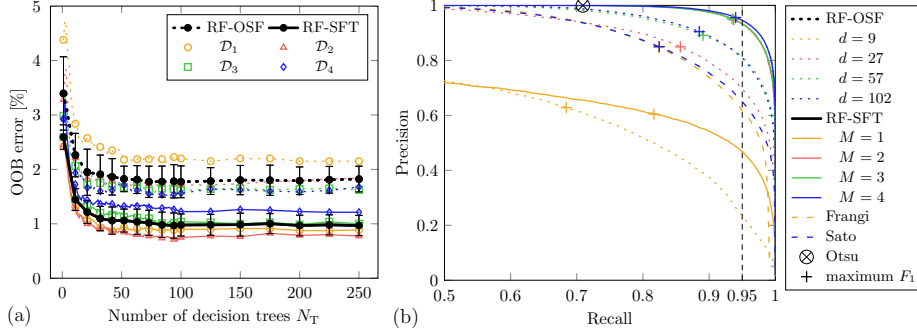 RF-OSF RF-SFT
𝒟₁ 𝒟₂
𝒟₃ 𝒟₄
OOB error [%]
5
4
3
2
1
0
0 50 100 150 200 250
Number of decision trees N_T
(a)
Precision
1
0.8
0.6
0.4
0.2
0
0.5 0.6 0.7 0.8 0.9 0.95 1
Recall
(b)
RF-OSF
d = 9
d = 27
d = 57
d = 102
RF-SFT
M = 1
M = 2
M = 3
M = 4
Frangi
Sato
Otsu
maximum F₁